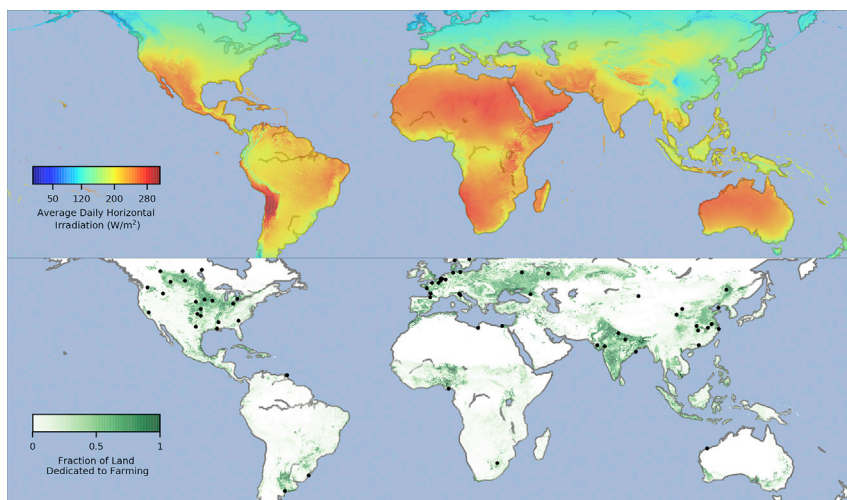 50 120 200 280
Average Daily Horizontal
Irradiation (W/m²)
0 0.5 1
Fraction of Land
Dedicated to Farming